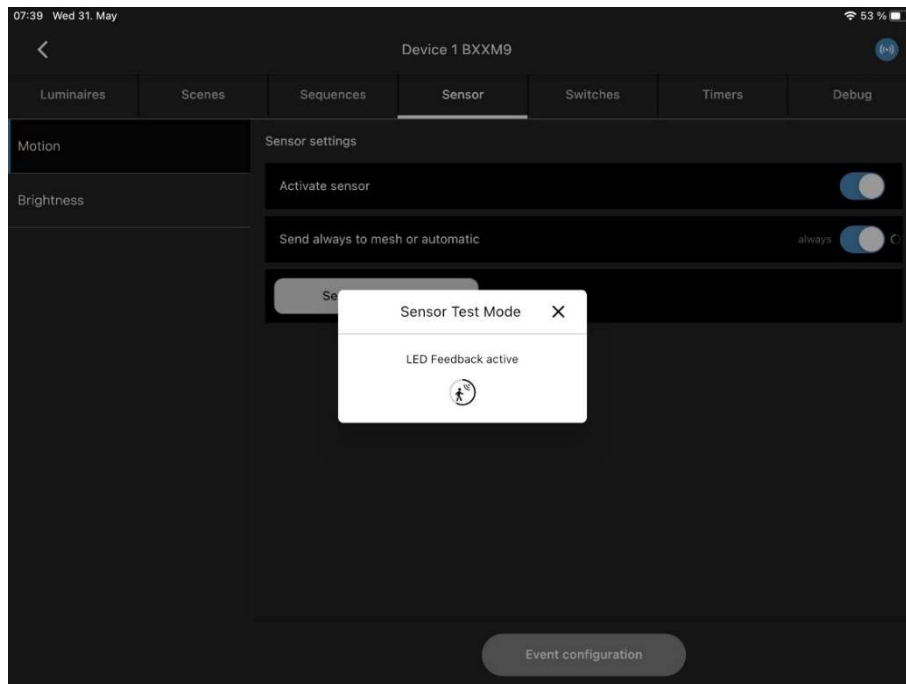 07:39 Wed 31. May
53 %
Device 1 BXXM9
Luminaires Scenes Sequences Sensor Switches Timers Debug
Motion
Brightness
Sensor settings
Activate sensor
Send always to mesh or automatic always
Se
Sensor Test Mode
LED Feedback active
Event configuration